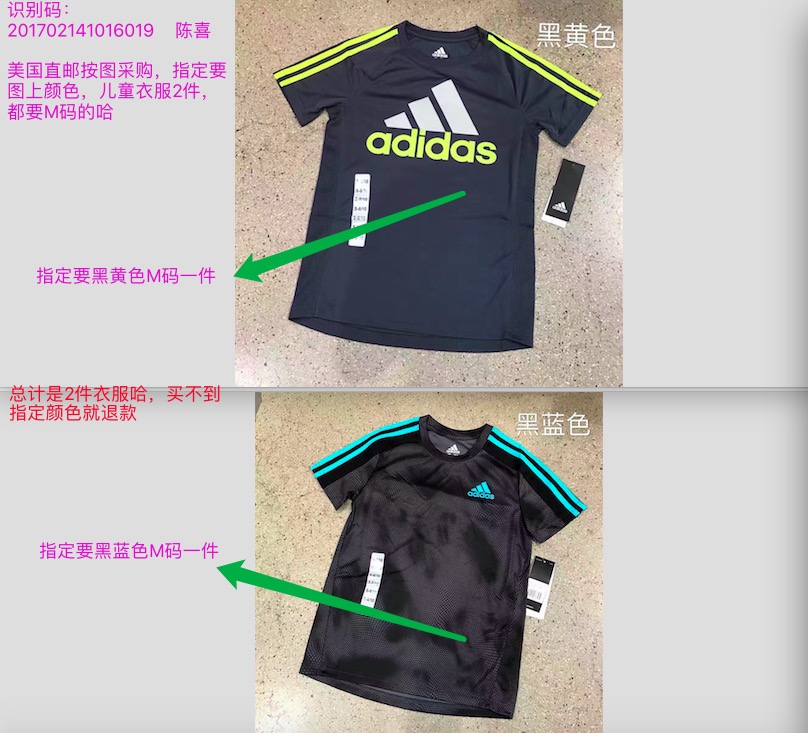 识别码：
201702141016019 陈喜
美国直邮按图采购，指定要
图上颜色，儿童衣服2件，
都要M码的哈
黑黄色
adidas
指定要黑黄色M码一件
总计是2件衣服哈，买不到
指定颜色就退款
黑蓝色
adidas
指定要黑蓝色M码一件